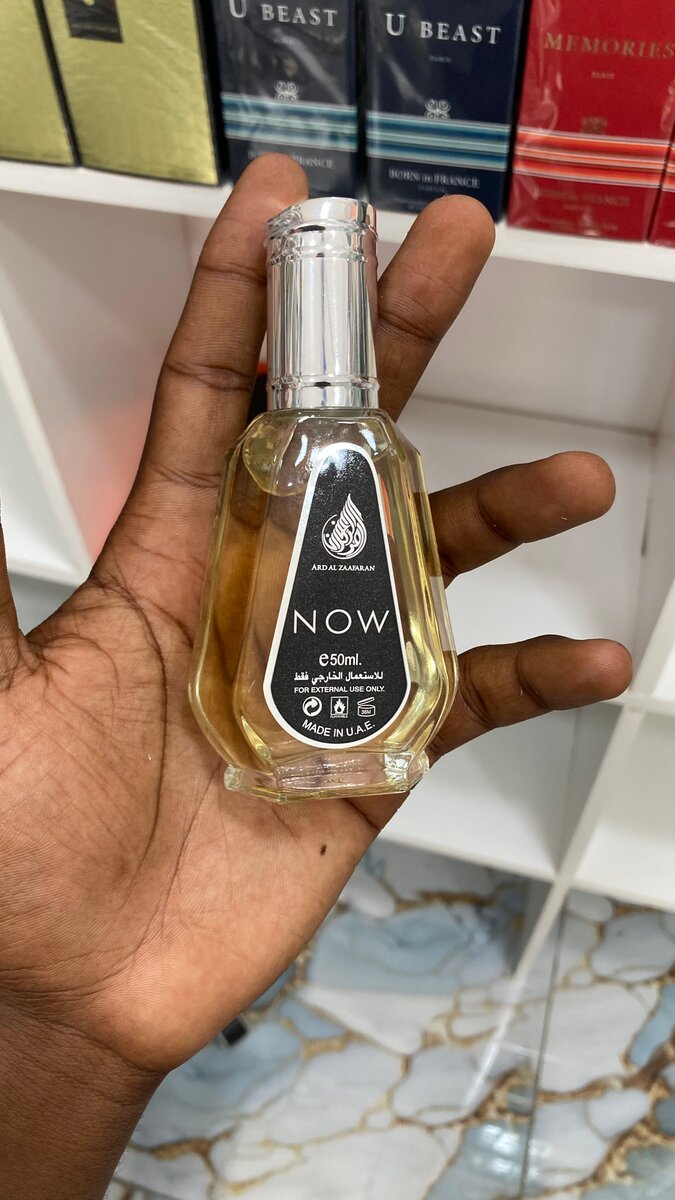 U BEAST
BORN in FRANCE
U BEAST
BORN in FRANCE
MEMORIES
ARD AL ZAAFARAN
NOW
e50ml.
للاستعمال الخارجي فقط
FOR EXTERNAL USE ONLY.
36M
MADE IN U.A.E.